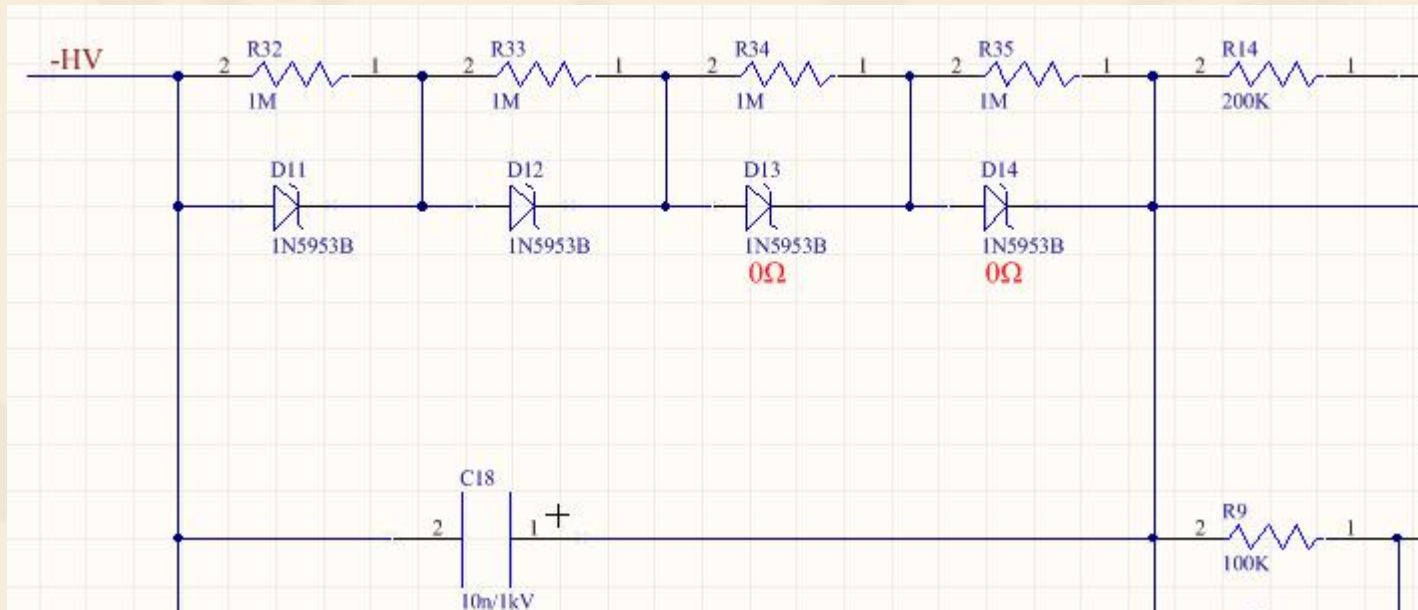 -HV
R32
R33
R34
R35
R14
2 1 2 1 2 1 2 1 2 1
1M
1M
1M
1M
200K
D11
D12
D13
D14
1N5953B
1N5953B
1N5953B
1N5953B
0Ω
0Ω
C18
2 1
10n/1kV
R9
2 1
100K